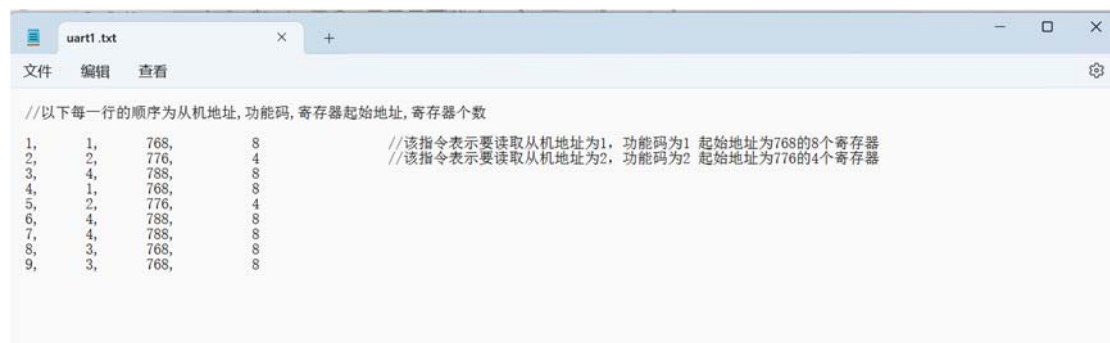 uart1 .txt
文件 编辑 查看
//以下每一行的顺序为从机地址,功能码,寄存器起始地址,寄存器个数
1, 1, 768, 8 //该指令表示要读取从机地址为1，功能码为1 起始地址为768的8个寄存器
2, 2, 776, 4 //该指令表示要读取从机地址为2，功能码为2 起始地址为776的4个寄存器
3, 4, 788, 8
4, 1, 768, 8
5, 2, 776, 4
6, 4, 788, 8
7, 4, 788, 8
8, 3, 768, 8
9, 3, 768, 8